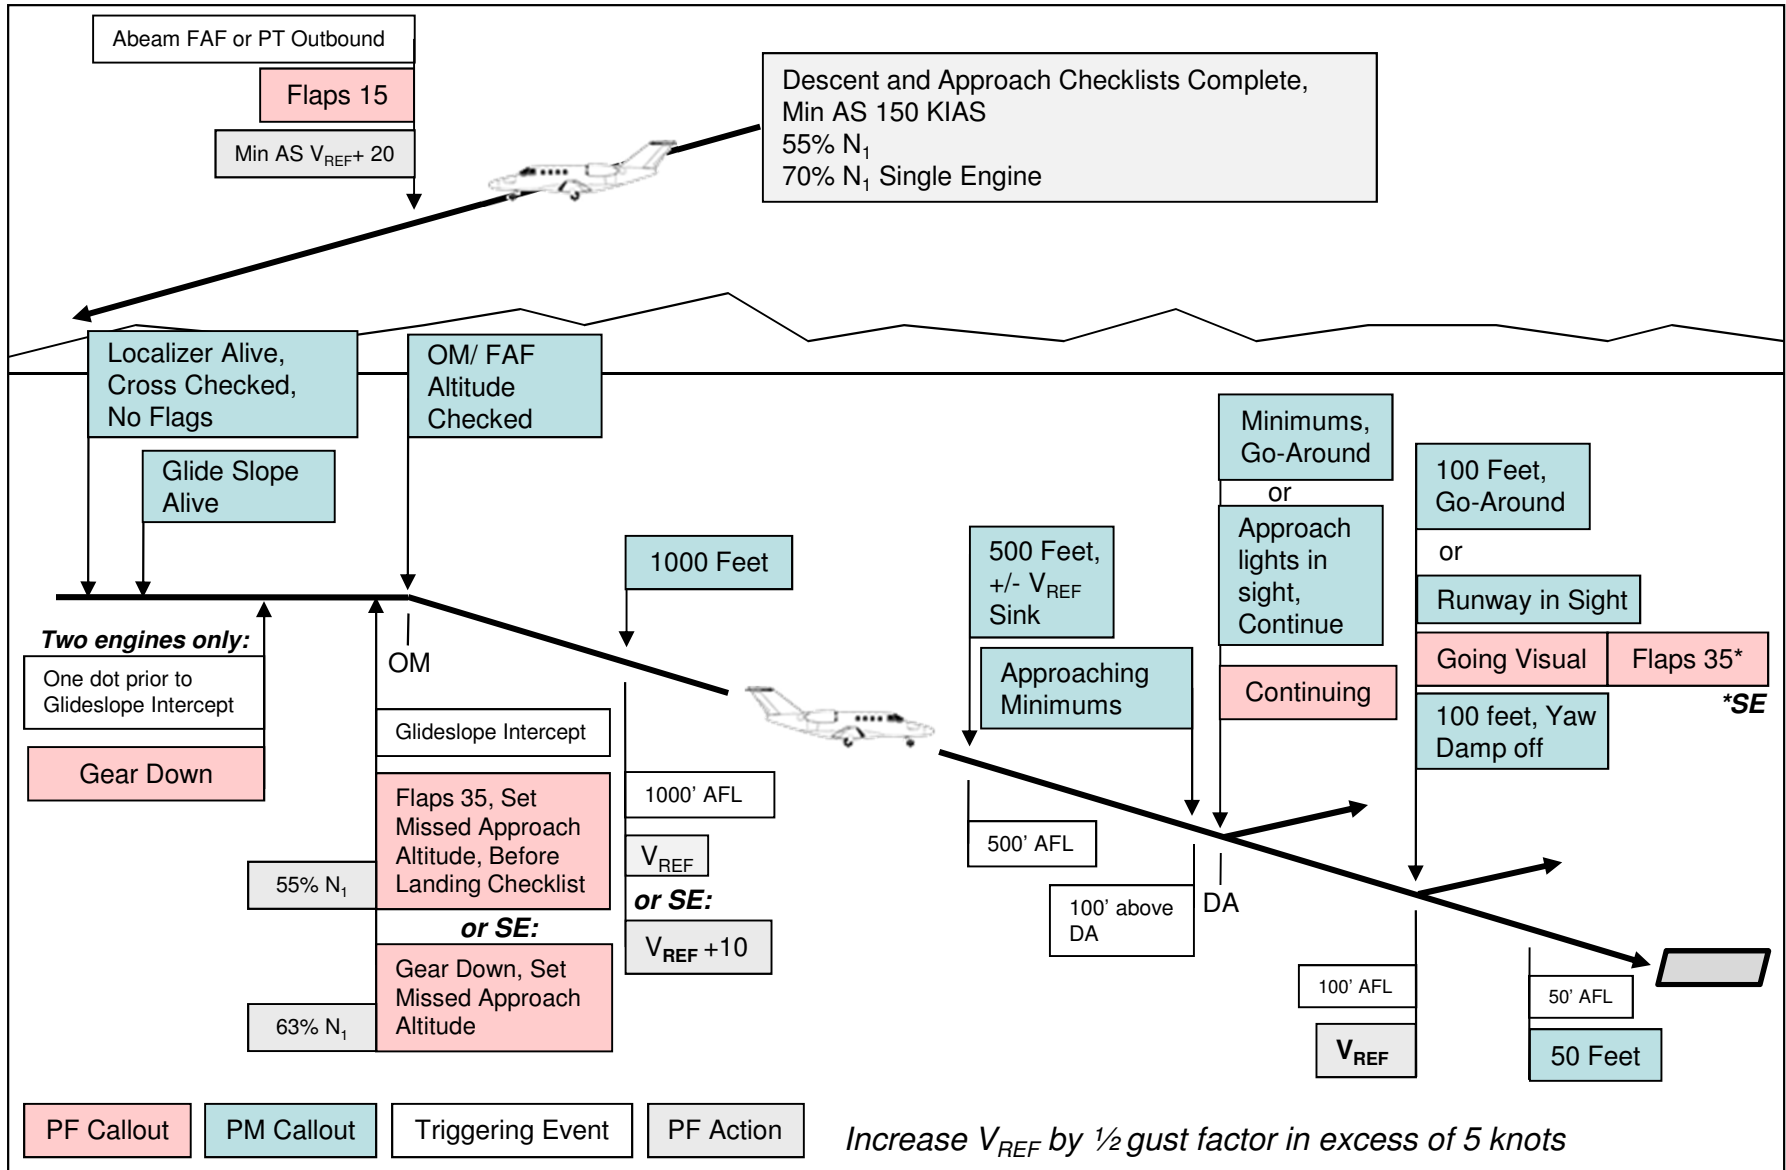 Abeam FAF or PT Outbound
Flaps 15
Min AS VREF+ 20
Descent and Approach Checklists Complete,
Min AS 150 KIAS
55% N1
70% N1 Single Engine
Localizer Alive,
Cross Checked,
No Flags
OM/ FAF
Altitude
Checked
Glide Slope
Alive
1000 Feet
500 Feet,
+/- VREF
Sink
Approaching
Minimums
Minimums,
Go-Around
or
Approach
lights in
sight,
Continue
Continuing
100 Feet,
Go-Around
or
Runway in Sight
Going Visual
Flaps 35*
*SE
100 feet, Yaw
Damp off
Two engines only:
One dot prior to
Glideslope Intercept
Gear Down
OM
Glideslope Intercept
Flaps 35, Set
Missed Approach
Altitude, Before
Landing Checklist
55% N1
or SE:
Gear Down, Set
Missed Approach
Altitude
63% N1
1000’ AFL
VREF
or SE:
VREF +10
500’ AFL
100’ above
DA
DA
100’ AFL
VREF
50’ AFL
50 Feet
PF Callout
PM Callout
Triggering Event
PF Action
Increase VREF by ½ gust factor in excess of 5 knots